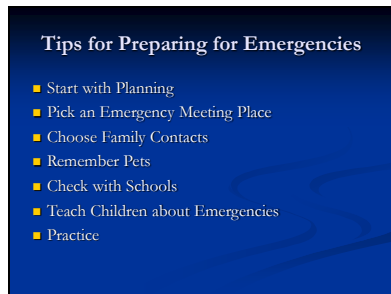 Tips for Preparing for Emergencies
Start with Planning
Pick an Emergency Meeting Place
Choose Family Contacts
Remember Pets
Check with Schools
Teach Children about Emergencies
Practice